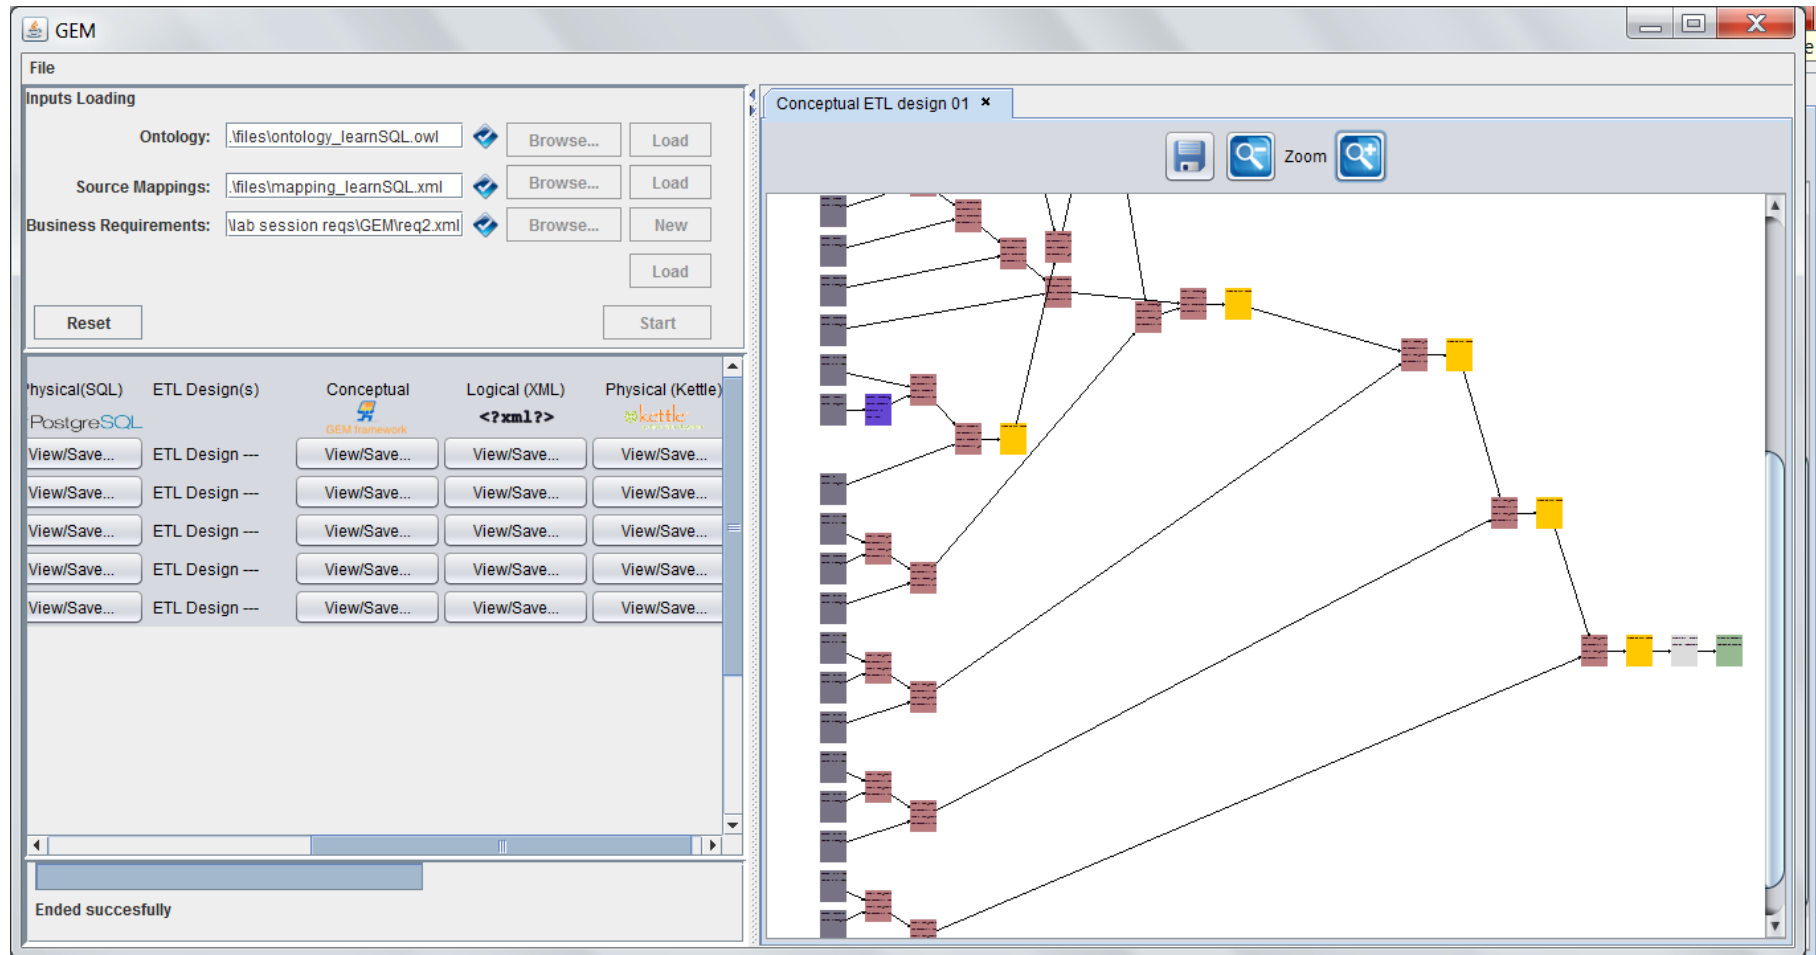 GEM
e
File
Inputs Loading
Ontology: .\files\ontology_learnSQL.owl Browse... Load
Source Mappings: .\files\mapping_learnSQL.xml Browse... Load
Business Requirements: \lab session reqs\GEM\req2.xml Browse... New
Load
Reset Start
Physical(SQL) ETL Design(s) Conceptual Logical (XML) Physical (Kettle)
PostgreSQL GEM framework <?xml?> kettle
View/Save... ETL Design --- View/Save... View/Save... View/Save...
View/Save... ETL Design --- View/Save... View/Save... View/Save...
View/Save... ETL Design --- View/Save... View/Save... View/Save...
View/Save... ETL Design --- View/Save... View/Save... View/Save...
View/Save... ETL Design --- View/Save... View/Save... View/Save...
Ended succesfully
Conceptual ETL design 01
Zoom